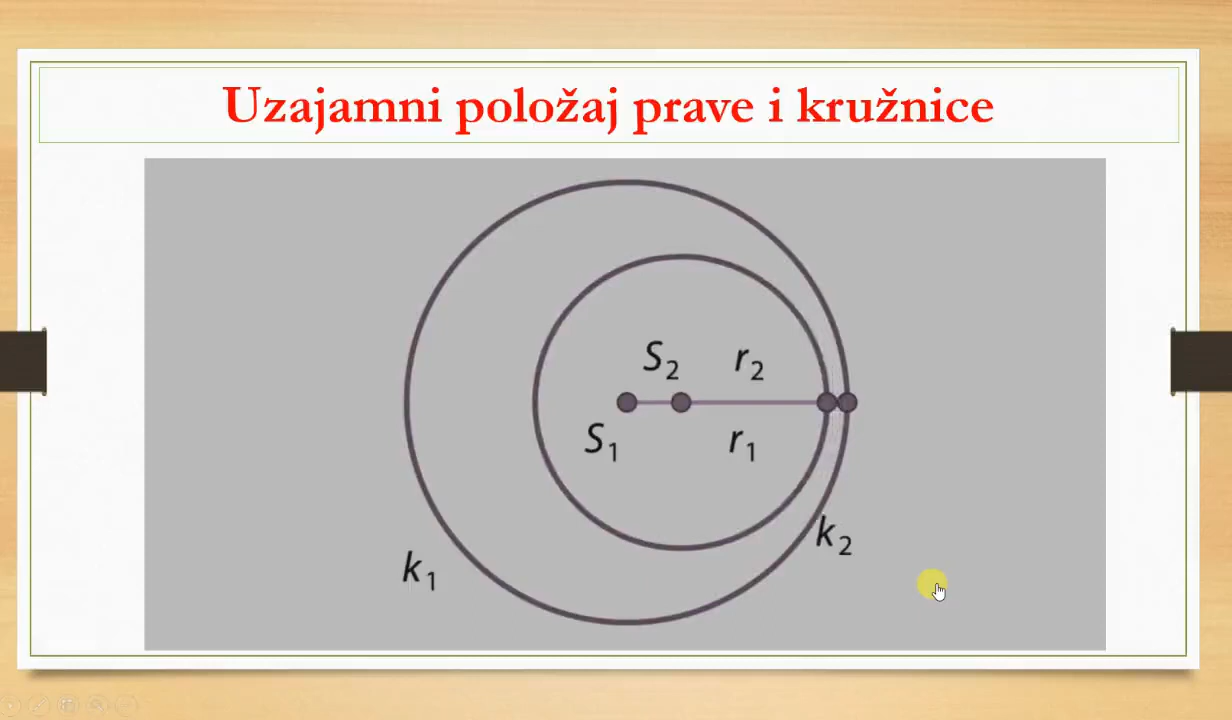 Uzajamni položaj prave i kružnice
S₂ r₂
S₁ r₁
k₂
k₁